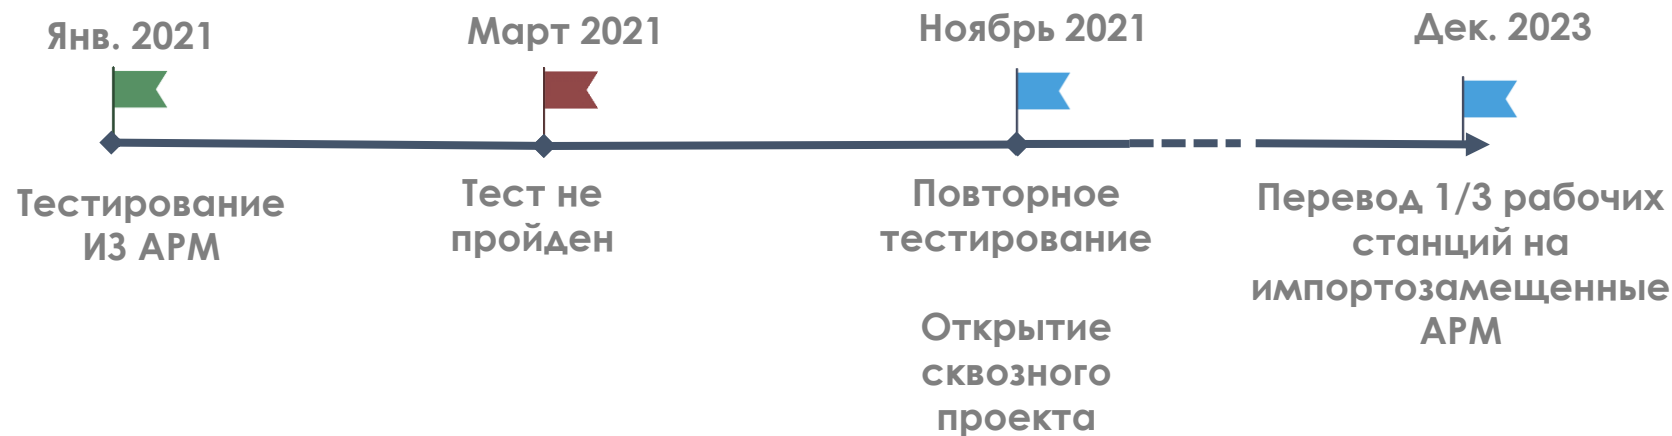 Янв. 2021
Март 2021
Ноябрь 2021
Дек. 2023
Тестирование
ИЗ АРМ
Тест не
пройден
Повторное
тестирование
Открытие
сквозного
проекта
Перевод 1/3 рабочих
станций на
импортозамещенные
АРМ